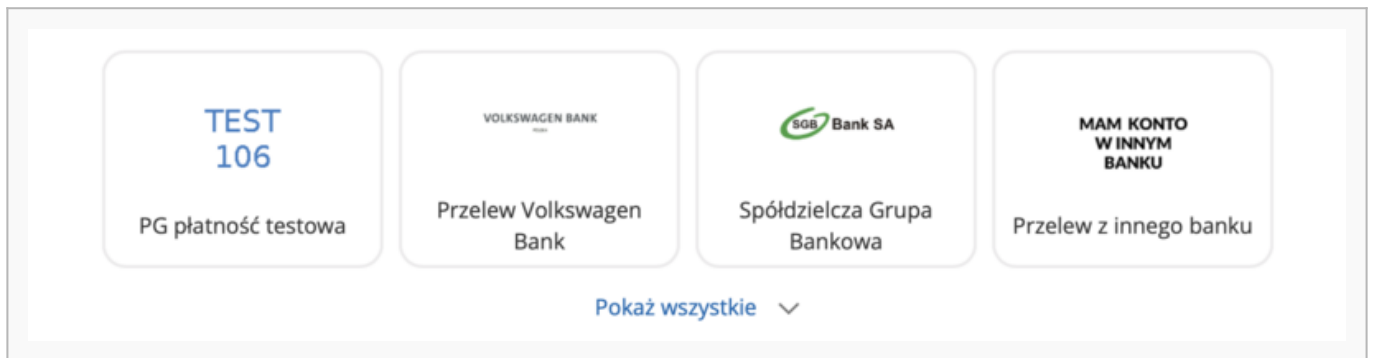 TEST
106
PG płatność testowa
VOLKSWAGEN BANK
Przelew Volkswagen
Bank
SGB Bank SA
Spółdzielcza Grupa
Bankowa
MAM KONTO
W INNYM
BANKU
Przelew z innego banku
Pokaż wszystkie